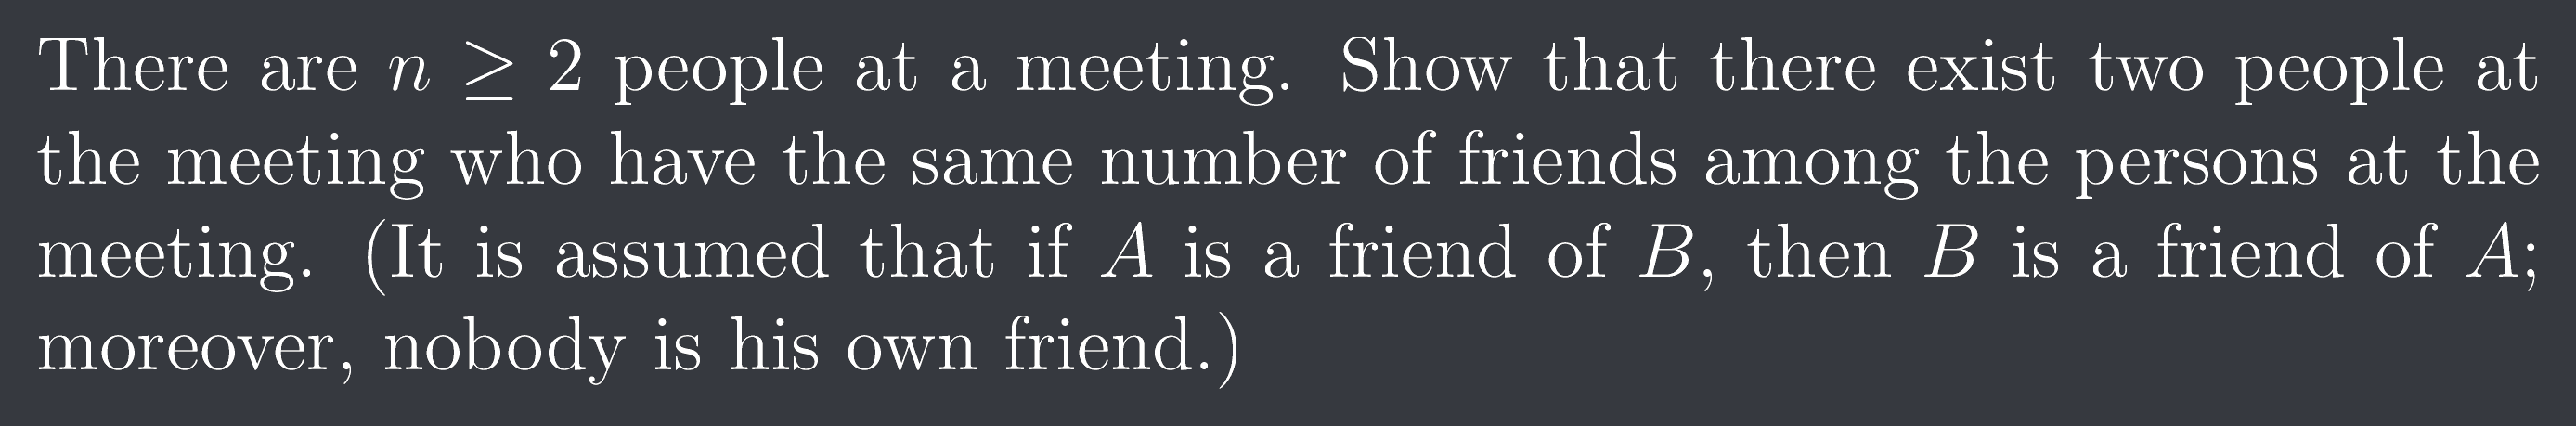 There are n ≥ 2 people at a meeting. Show that there exist two people at
the meeting who have the same number of friends among the persons at the
meeting. (It is assumed that if A is a friend of B, then B is a friend of A;
moreover, nobody is his own friend.)